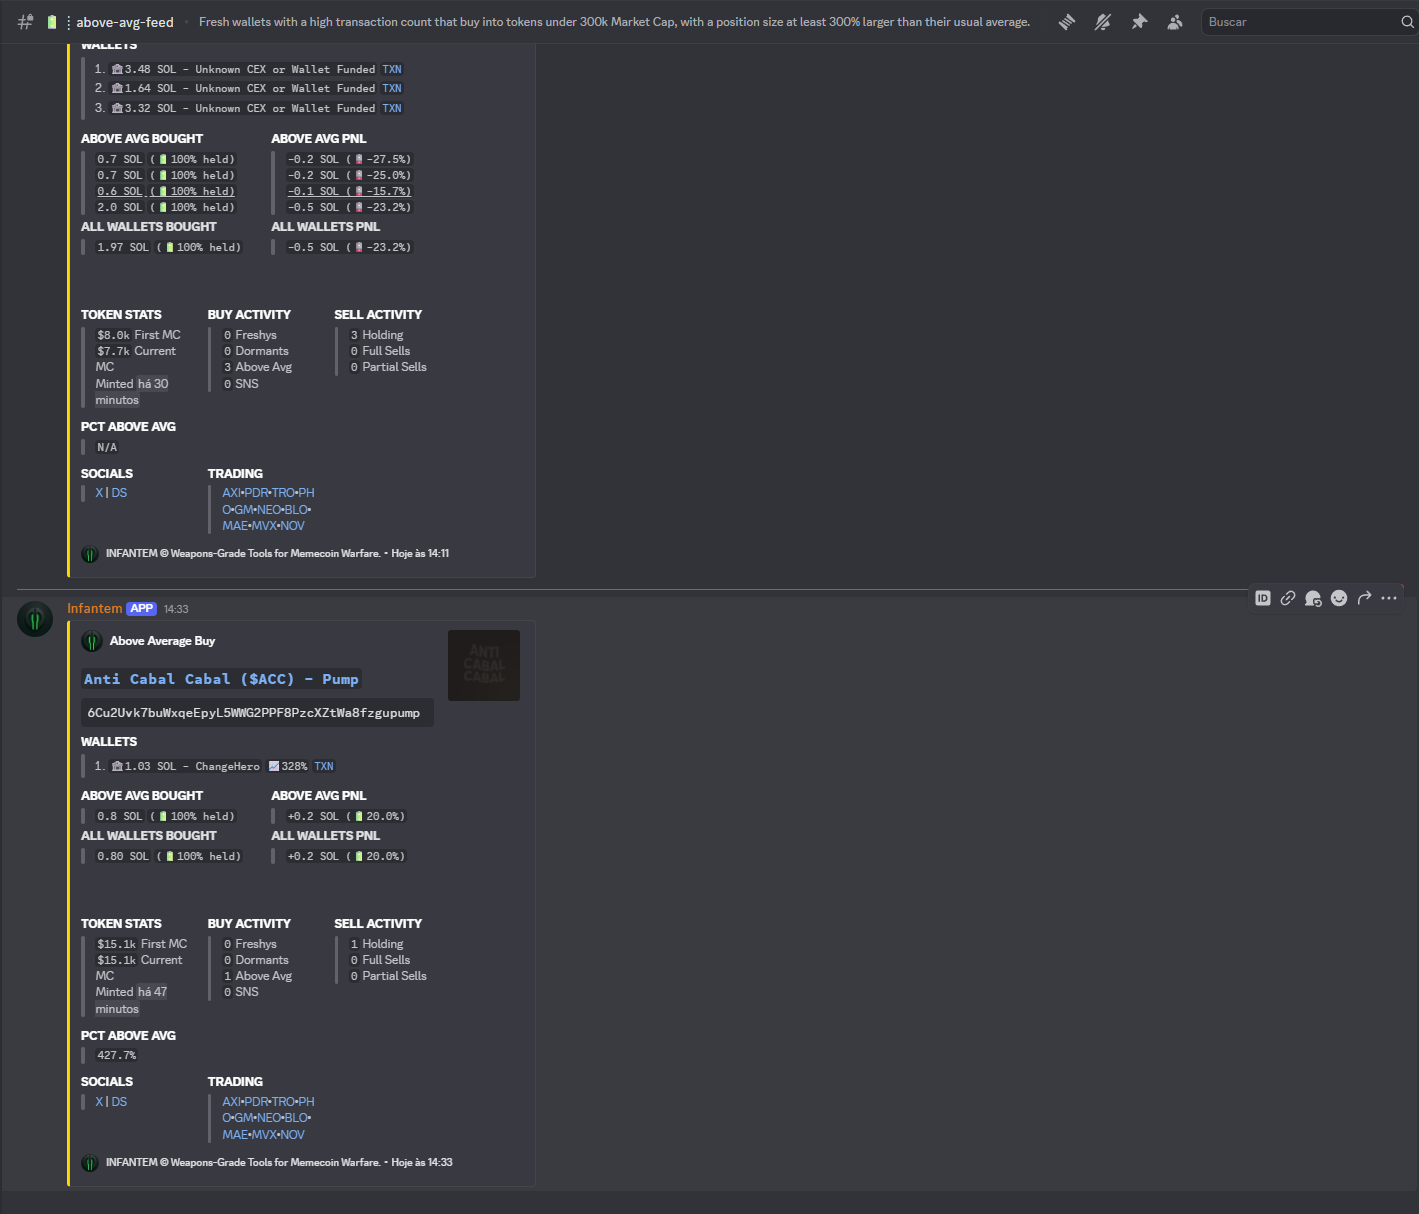 above-avg-feed
Fresh wallets with a high transaction count that buy into tokens under 300k Market Cap, with a position size at least 300% larger than their usual average.
Buscar
WALLETS
1. 3.48 SOL - Unknown CEX or Wallet Funded TXN
2. 1.64 SOL - Unknown CEX or Wallet Funded TXN
3. 3.32 SOL - Unknown CEX or Wallet Funded TXN
ABOVE AVG BOUGHT
0.7 SOL (100% held)
0.7 SOL (100% held)
0.6 SOL (100% held)
2.0 SOL (100% held)
ABOVE AVG PNL
-0.2 SOL (-27.5%)
-0.2 SOL (-25.0%)
-0.1 SOL (-15.7%)
-0.5 SOL (-23.2%)
ALL WALLETS BOUGHT
1.97 SOL (100% held)
ALL WALLETS PNL
-0.5 SOL (-23.2%)
TOKEN STATS
$8.0k First MC
$7.7k Current
MC
Minted há 30
minutos
BUY ACTIVITY
0 Freshys
0 Dormants
3 Above Avg
0 SNS
SELL ACTIVITY
3 Holding
0 Full Sells
0 Partial Sells
PCT ABOVE AVG
N/A
SOCIALS
X | DS
TRADING
AXI•PDR•TRO•PH
O•GM•NEO•BLO•
MAE•MVX•NOV
INFANTEM © Weapons-Grade Tools for Memecoin Warfare. • Hoje às 14:11
ID
Infantem APP 14:33
Above Average Buy
ANTI
CABAL
CABAL
Anti Cabal Cabal ($ACC) - Pump
6Cu2Uvk7buWxqeEpyL5WWG2PPF8PzcXZtWa8fzgupump
WALLETS
1. 1.03 SOL - ChangeHero 328% TXN
ABOVE AVG BOUGHT
0.8 SOL (100% held)
ABOVE AVG PNL
+0.2 SOL (20.0%)
ALL WALLETS BOUGHT
0.80 SOL (100% held)
ALL WALLETS PNL
+0.2 SOL (20.0%)
TOKEN STATS
$15.1k First MC
$15.1k Current
MC
Minted há 47
minutos
BUY ACTIVITY
0 Freshys
0 Dormants
1 Above Avg
0 SNS
SELL ACTIVITY
1 Holding
0 Full Sells
0 Partial Sells
PCT ABOVE AVG
427.7%
SOCIALS
X | DS
TRADING
AXI•PDR•TRO•PH
O•GM•NEO•BLO•
MAE•MVX•NOV
INFANTEM © Weapons-Grade Tools for Memecoin Warfare. • Hoje às 14:33